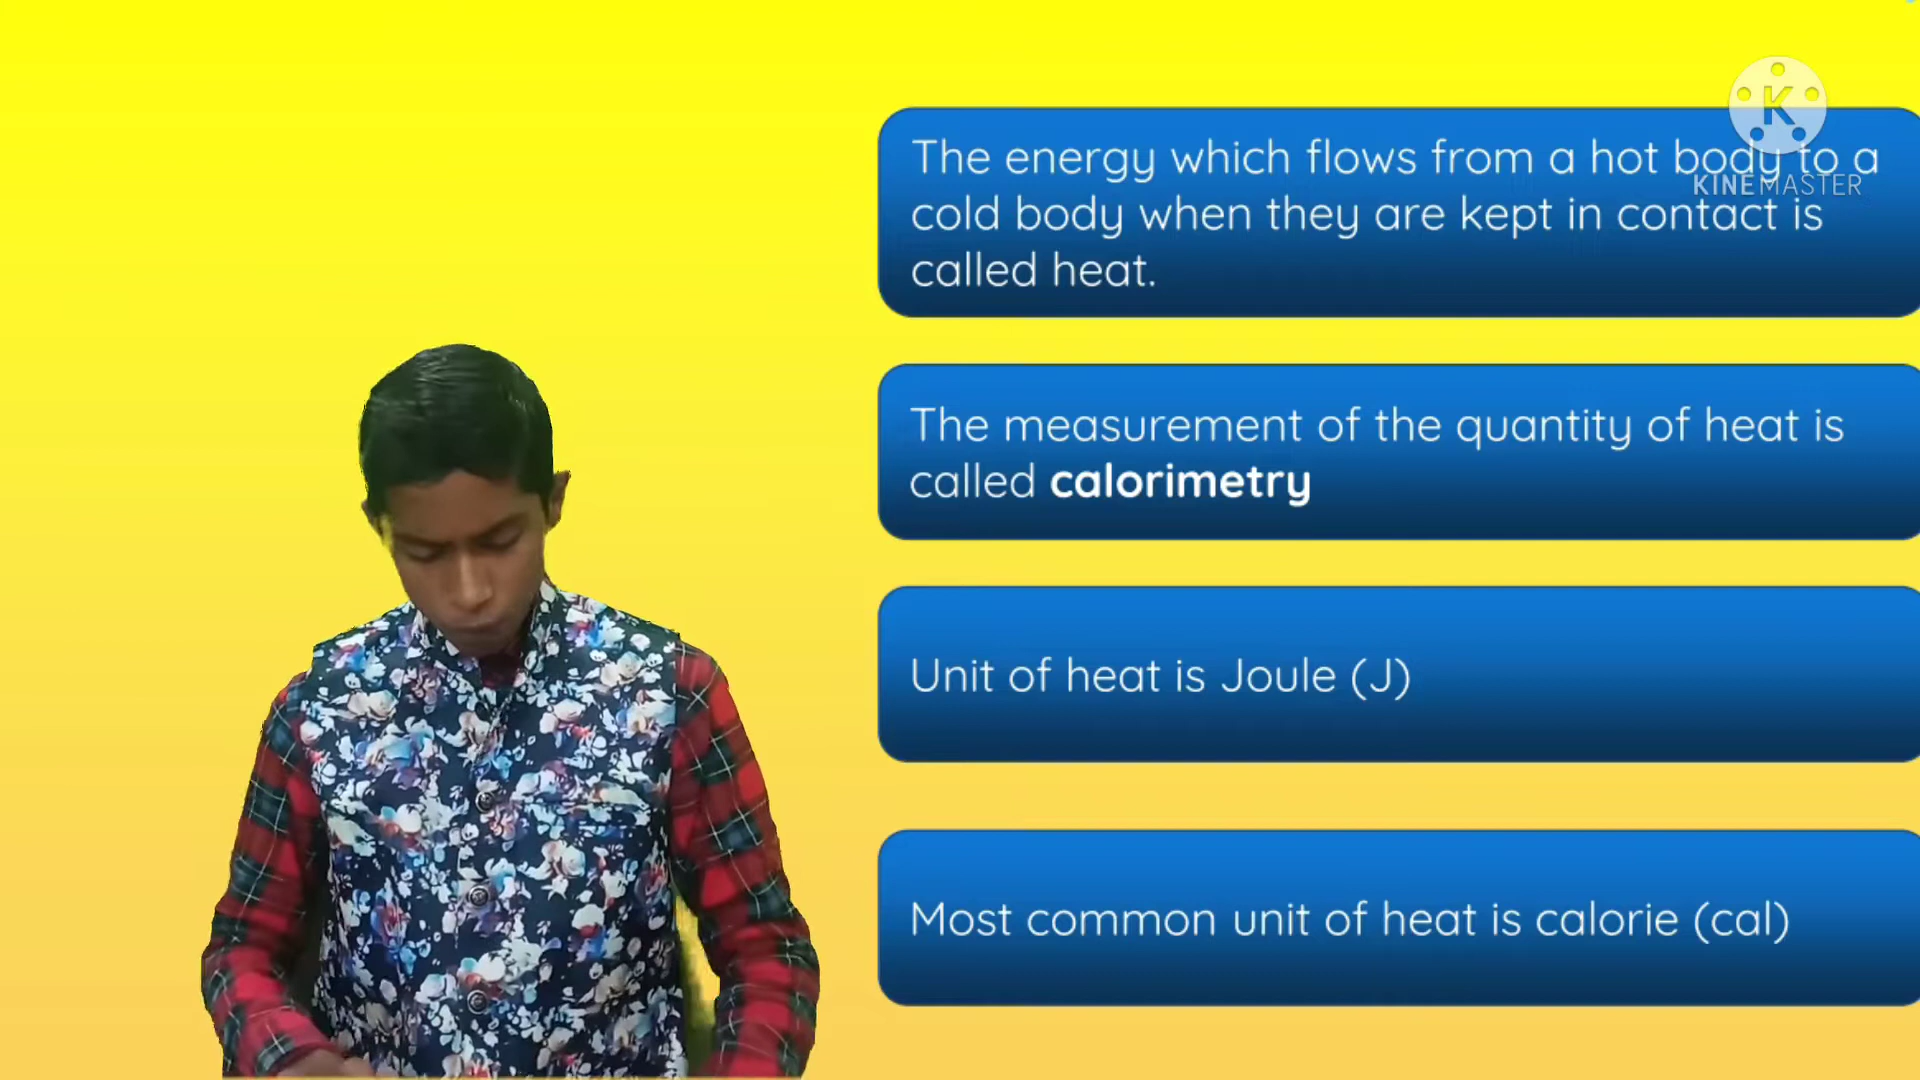 The energy which flows from a hot body to a
cold body when they are kept in contact is
called heat.
K
KINEMASTER
The measurement of the quantity of heat is
called calorimetry
Unit of heat is Joule (J)
Most common unit of heat is calorie (cal)